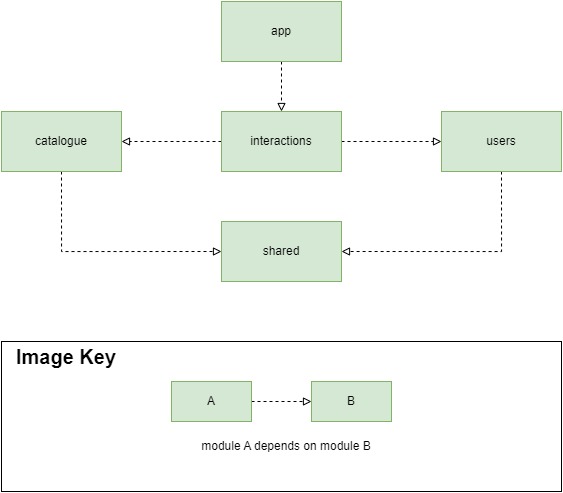 app
catalogue
interactions
users
shared
Image Key
A
B
module A depends on module B